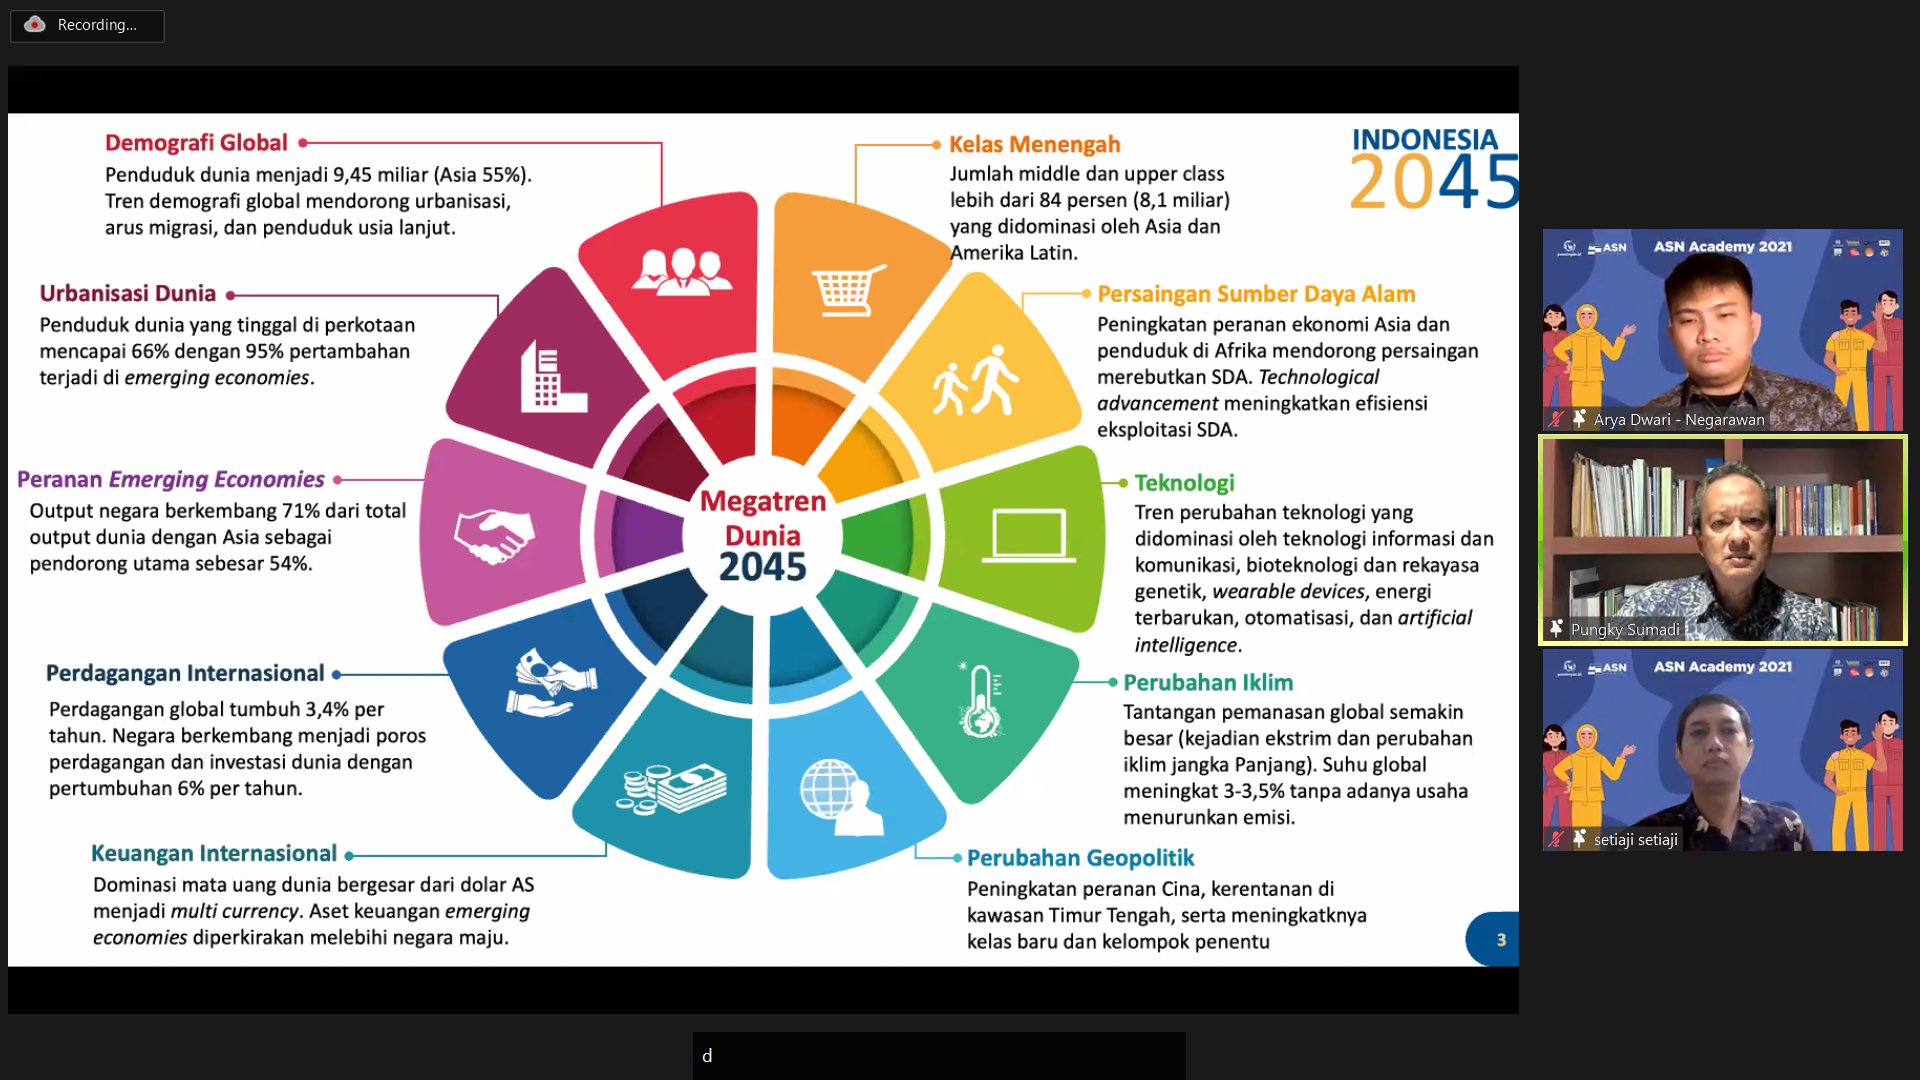 Recording...
Demografi Global
Penduduk dunia menjadi 9,45 miliar (Asia 55%).
Tren demografi global mendorong urbanisasi,
arus migrasi, dan penduduk usia lanjut.
Kelas Menengah
Jumlah middle dan upper class
lebih dari 84 persen (8,1 miliar)
yang didominasi oleh Asia dan
Amerika Latin.
INDONESIA
2045
Urbanisasi Dunia
Penduduk dunia yang tinggal di perkotaan
mencapai 66% dengan 95% pertambahan
terjadi di emerging economies.
Persaingan Sumber Daya Alam
Peningkatan peranan ekonomi Asia dan
penduduk di Afrika mendorong persaingan
merebutkan SDA. Technological
advancement meningkatkan efisiensi
eksploitasi SDA.
Peranan Emerging Economies
Output negara berkembang 71% dari total
output dunia dengan Asia sebagai
pendorong utama sebesar 54%.
Megatren
Dunia
2045
Teknologi
Tren perubahan teknologi yang
didominasi oleh teknologi informasi dan
komunikasi, bioteknologi dan rekayasa
genetik, wearable devices, energi
terbarukan, otomatisasi, dan artificial
intelligence.
Perdagangan Internasional
Perdagangan global tumbuh 3,4% per
tahun. Negara berkembang menjadi poros
perdagangan dan investasi dunia dengan
pertumbuhan 6% per tahun.
Perubahan Iklim
Tantangan pemanasan global semakin
besar (kejadian ekstrim dan perubahan
iklim jangka Panjang). Suhu global
meningkat 3-3,5% tanpa adanya usaha
menurunkan emisi.
Keuangan Internasional
Dominasi mata uang dunia bergesar dari dolar AS
menjadi multi currency. Aset keuangan emerging
economies diperkirakan melebihi negara maju.
Perubahan Geopolitik
Peningkatan peranan Cina, kerentanan di
kawasan Timur Tengah, serta meningkatknya
kelas baru dan kelompok penentu
3
ASN
ASN Academy 2021
Arya Dwari - Negarawan
Pungky Sumadi
ASN
ASN Academy 2021
setiaji setiaji
d